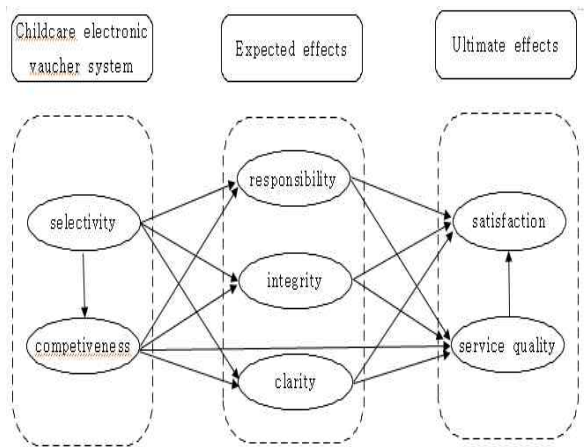 Childcare electronic
vaucher system
Expected effects
Ultimate effects
responsibility
selectivity
satisfaction
integrity
competiveness
service quality
clarity